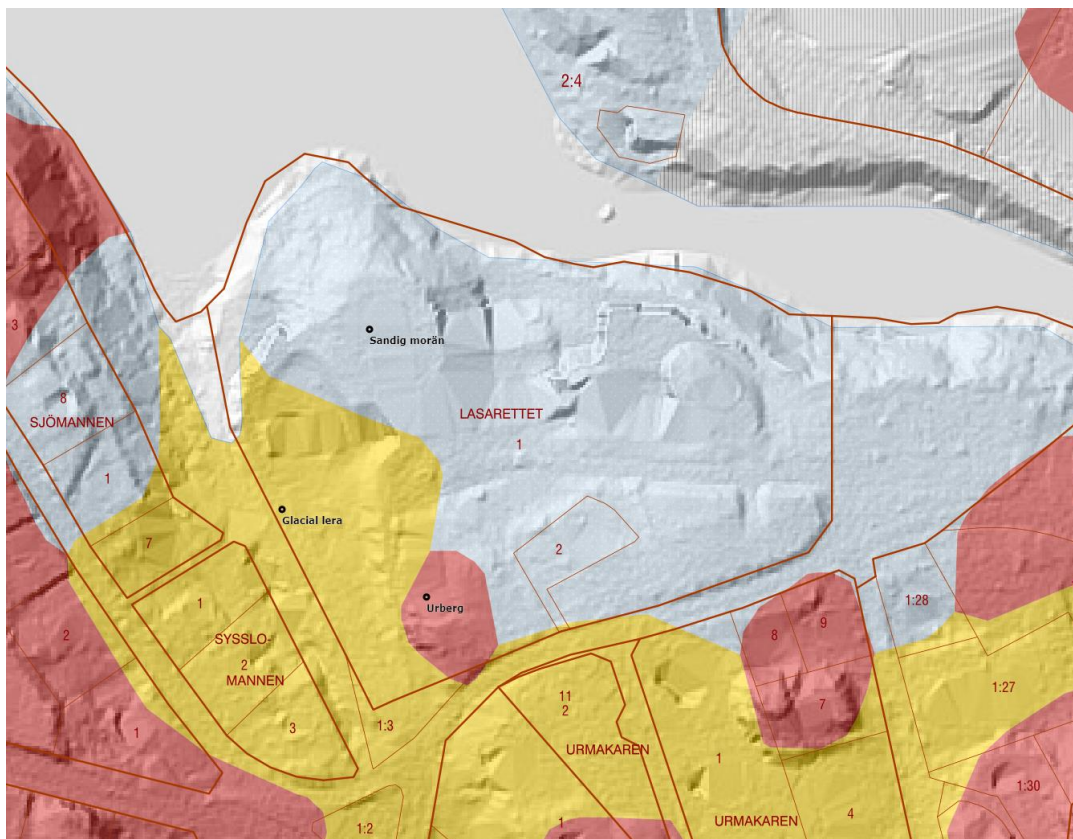 2:4
3
Sandig morän
8
SJÖMANNEN
LASARETTET
1
1
Glacial lera
7
2
1
Urberg
1:28
8
9
2
SYSSLO-
2
MANNEN
1:27
11
2
7
3
1:3
1
URMAKAREN
1
1:30
4
1:2
1
URMAKAREN